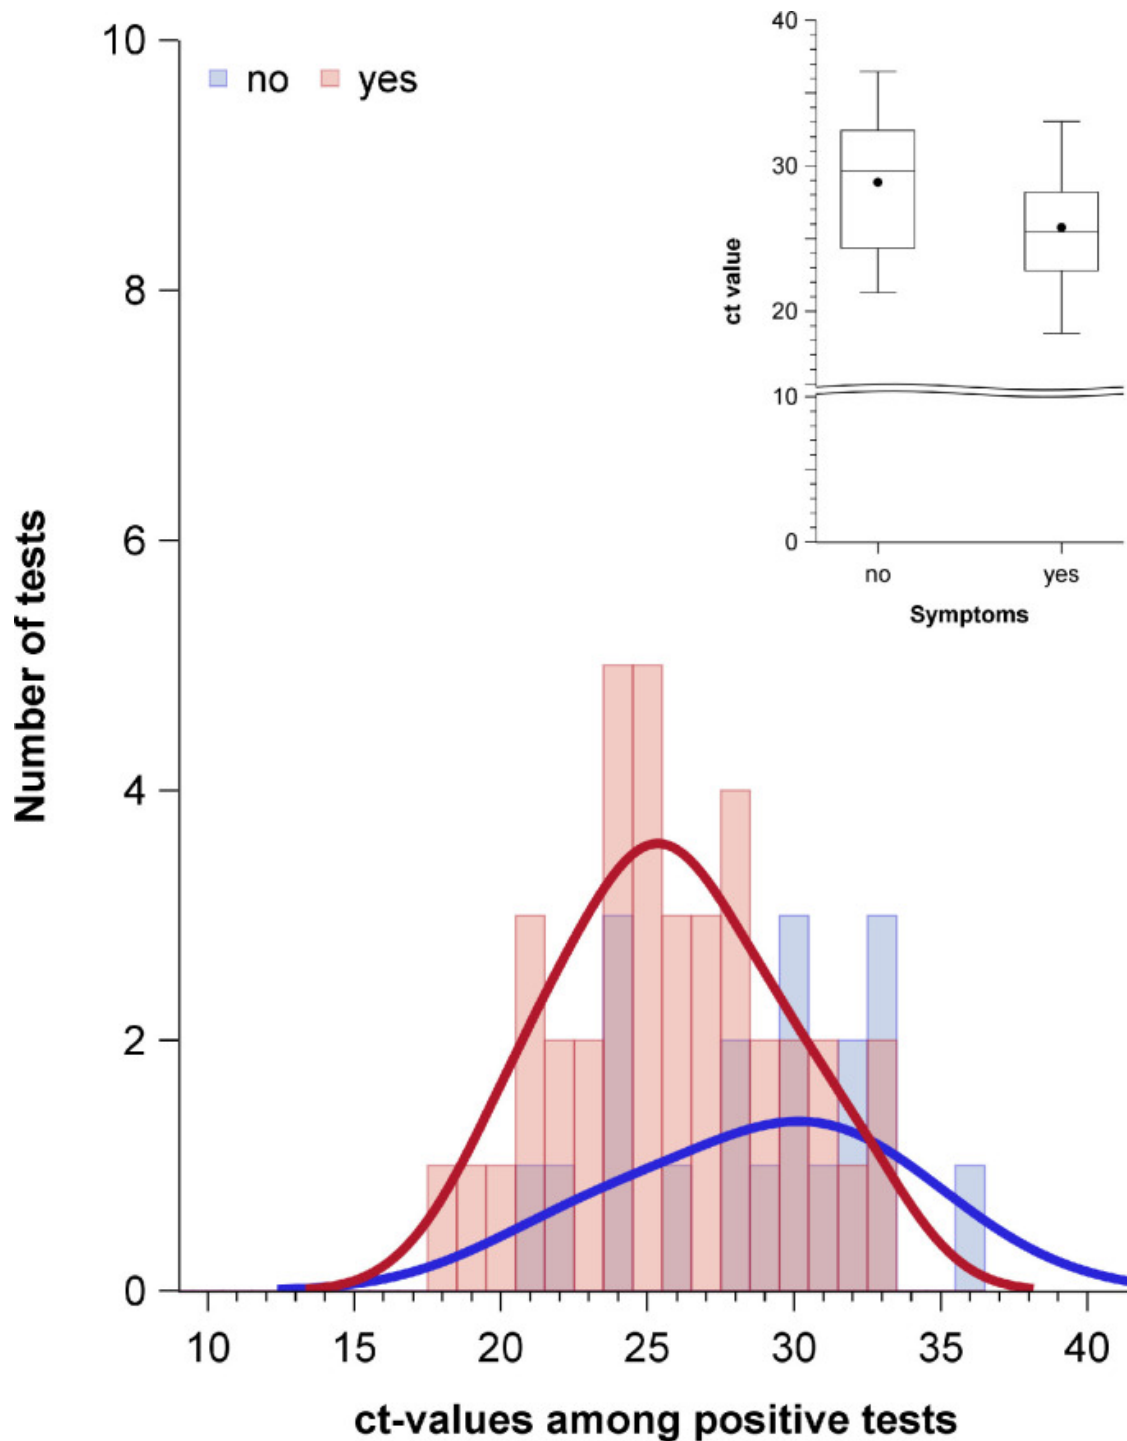 10
8
6
4
2
0
Number of tests
no yes
40
30
20
10
0
ct value
no yes
Symptoms
10 15 20 25 30 35 40
ct-values among positive tests